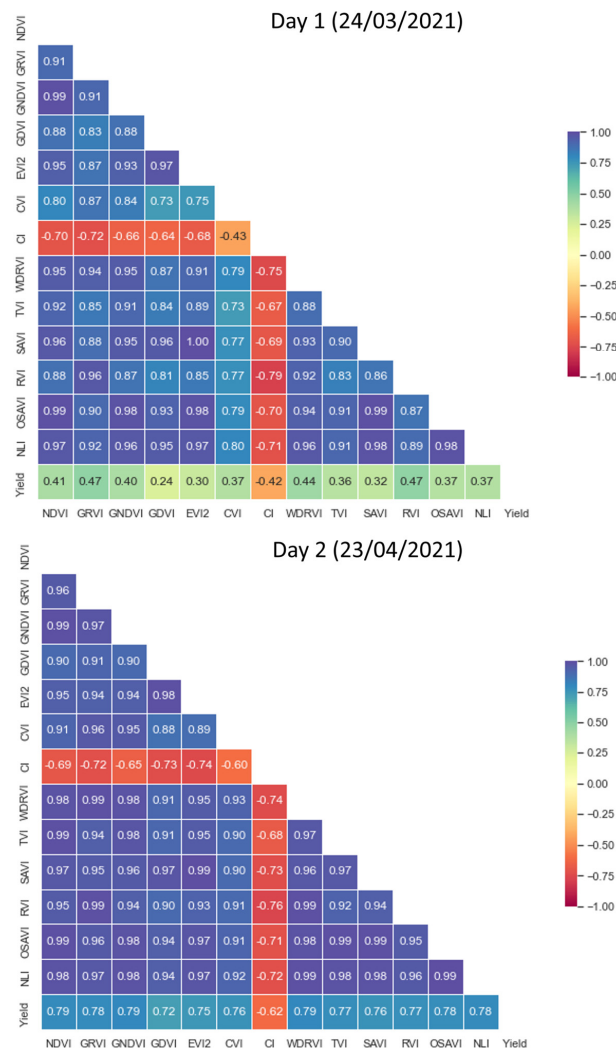 Day 1 (24/03/2021)
NDVI
GRVI 0.91
GNDVI 0.99 0.91
GDVI 0.88 0.83 0.88
EVI2 0.95 0.87 0.93 0.97
CVI 0.80 0.87 0.84 0.73 0.75
CI -0.70 -0.72 -0.66 -0.64 -0.68 -0.43
WDRVI 0.95 0.94 0.95 0.87 0.91 0.79 -0.75
TVI 0.92 0.85 0.91 0.84 0.89 0.73 -0.67 0.88
SAVI 0.96 0.88 0.95 0.96 1.00 0.77 -0.69 0.93 0.90
RVI 0.88 0.96 0.87 0.81 0.85 0.77 -0.79 0.92 0.83 0.86
OSAVI 0.99 0.90 0.98 0.93 0.98 0.79 -0.70 0.94 0.91 0.99 0.87
NLI 0.97 0.92 0.96 0.95 0.97 0.80 -0.71 0.96 0.91 0.98 0.89 0.98
Yield 0.41 0.47 0.40 0.24 0.30 0.37 -0.42 0.44 0.36 0.32 0.47 0.37 0.37
NDVI GRVI GNDVI GDVI EVI2 CVI CI WDRVI TVI SAVI RVI OSAVI NLI Yield
1.00
0.75
0.50
0.25
0.00
−0.25
−0.50
−0.75
−1.00
Day 2 (23/04/2021)
NDVI
GRVI 0.96
GNDVI 0.99 0.97
GDVI 0.90 0.91 0.90
EVI2 0.95 0.94 0.94 0.98
CVI 0.91 0.96 0.95 0.88 0.89
CI -0.69 -0.72 -0.65 -0.73 -0.74 -0.60
WDRVI 0.98 0.99 0.98 0.91 0.95 0.93 -0.74
TVI 0.99 0.94 0.98 0.91 0.95 0.90 -0.68 0.97
SAVI 0.97 0.95 0.96 0.97 0.99 0.90 -0.73 0.96 0.97
RVI 0.95 0.99 0.94 0.90 0.93 0.91 -0.76 0.99 0.92 0.94
OSAVI 0.99 0.96 0.98 0.94 0.97 0.91 -0.71 0.98 0.99 0.99 0.95
NLI 0.98 0.97 0.98 0.94 0.97 0.92 -0.72 0.99 0.98 0.98 0.96 0.99
Yield 0.79 0.78 0.79 0.72 0.75 0.76 -0.62 0.79 0.77 0.76 0.77 0.78 0.78
NDVI GRVI GNDVI GDVI EVI2 CVI CI WDRVI TVI SAVI RVI OSAVI NLI Yield
1.00
0.75
0.50
0.25
0.00
−0.25
−0.50
−0.75
−1.00